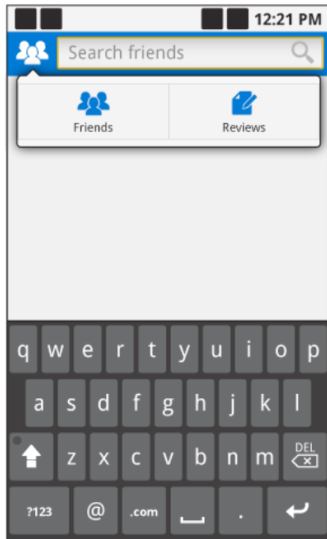 12:21 PM
Search friends
Friends Reviews
q w e r t y u i o p
a s d f g h j k l
z x c v b n m DEL
?123 @ .com .